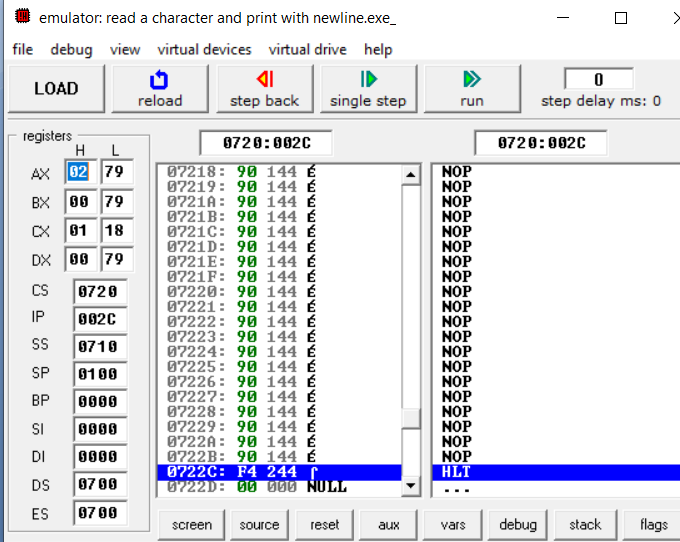 emulator: read a character and print with newline.exe_
file debug view virtual devices virtual drive help
LOAD reload step back single step run 0
step delay ms: 0
registers
H L
0720:002C 0720:002C
AX 02 79
BX 00 79
CX 01 18
DX 00 79
CS 0720
IP 002C
SS 0710
SP 0100
BP 0000
SI 0000
DI 0000
DS 0700
ES 0700
07218: 90 144 É NOP
07219: 90 144 É NOP
0721A: 90 144 É NOP
0721B: 90 144 É NOP
0721C: 90 144 É NOP
0721D: 90 144 É NOP
0721E: 90 144 É NOP
0721F: 90 144 É NOP
07220: 90 144 É NOP
07221: 90 144 É NOP
07222: 90 144 É NOP
07223: 90 144 É NOP
07224: 90 144 É NOP
07225: 90 144 É NOP
07226: 90 144 É NOP
07227: 90 144 É NOP
07228: 90 144 É NOP
07229: 90 144 É NOP
0722A: 90 144 É NOP
0722B: 90 144 É NOP
0722C: F4 244 ⌠ HLT
0722D: 00 000 NULL ...
screen source reset aux vars debug stack flags